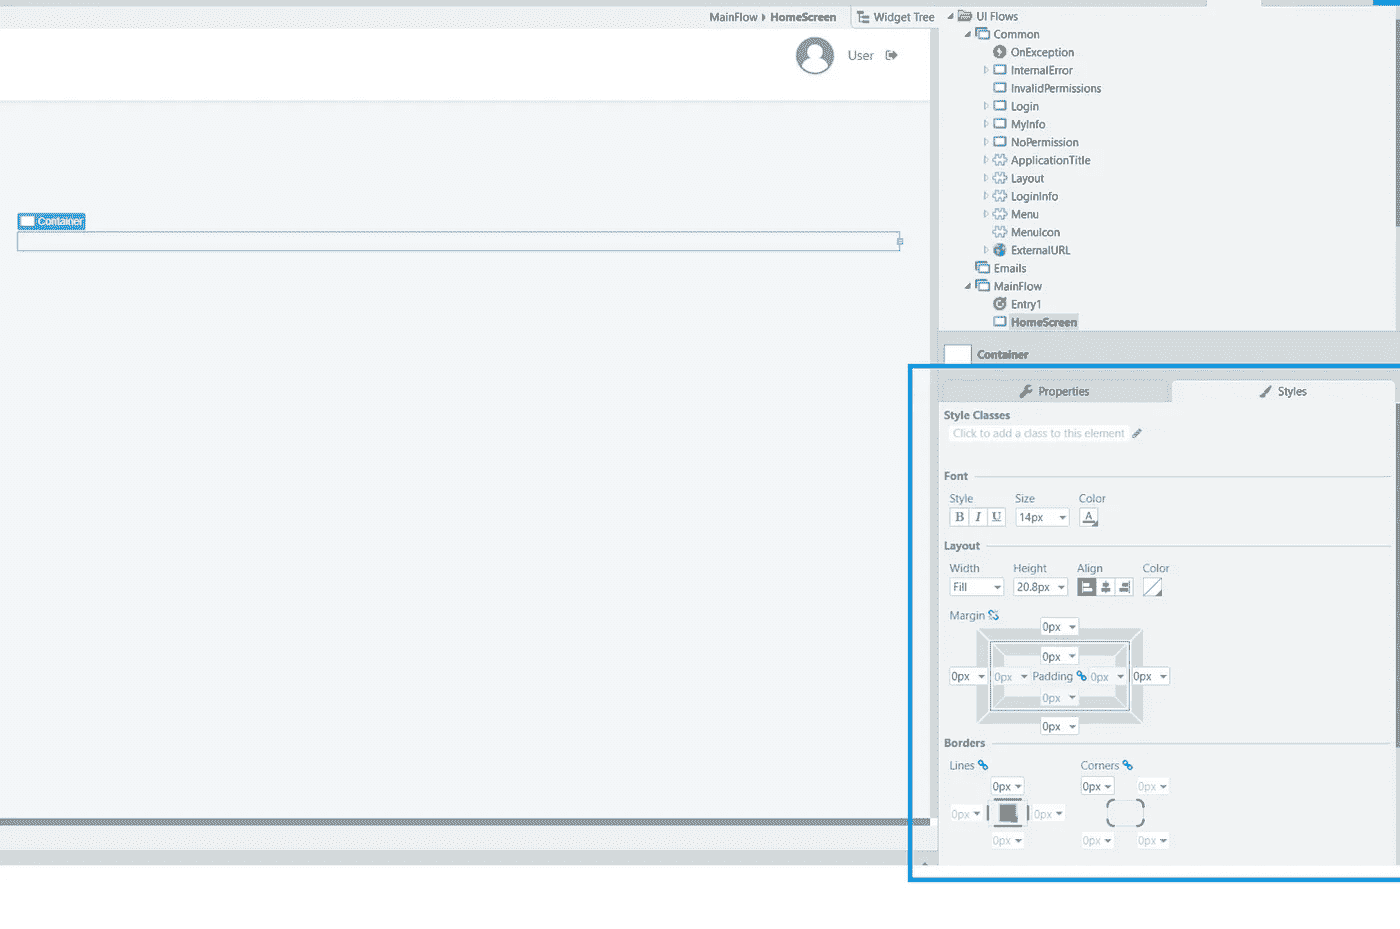 MainFlow HomeScreen
Widget Tree
User
Container
UI Flows
Common
OnException
InternalError
InvalidPermissions
Login
MyInfo
NoPermission
ApplicationTitle
Layout
LoginInfo
Menu
MenuIcon
ExternalURL
Emails
MainFlow
Entry1
HomeScreen
Container
Properties
Styles
Style Classes
Click to add a class to this element
Font
Style Size Color
B I U 14px A
Layout
Width Height Align Color
Fill 20.8px
Margin
0px
0px
0px 0px Padding 0px 0px
0px
0px
Borders
Lines Corners
0px 0px 0px
0px 0px
0px 0px 0px